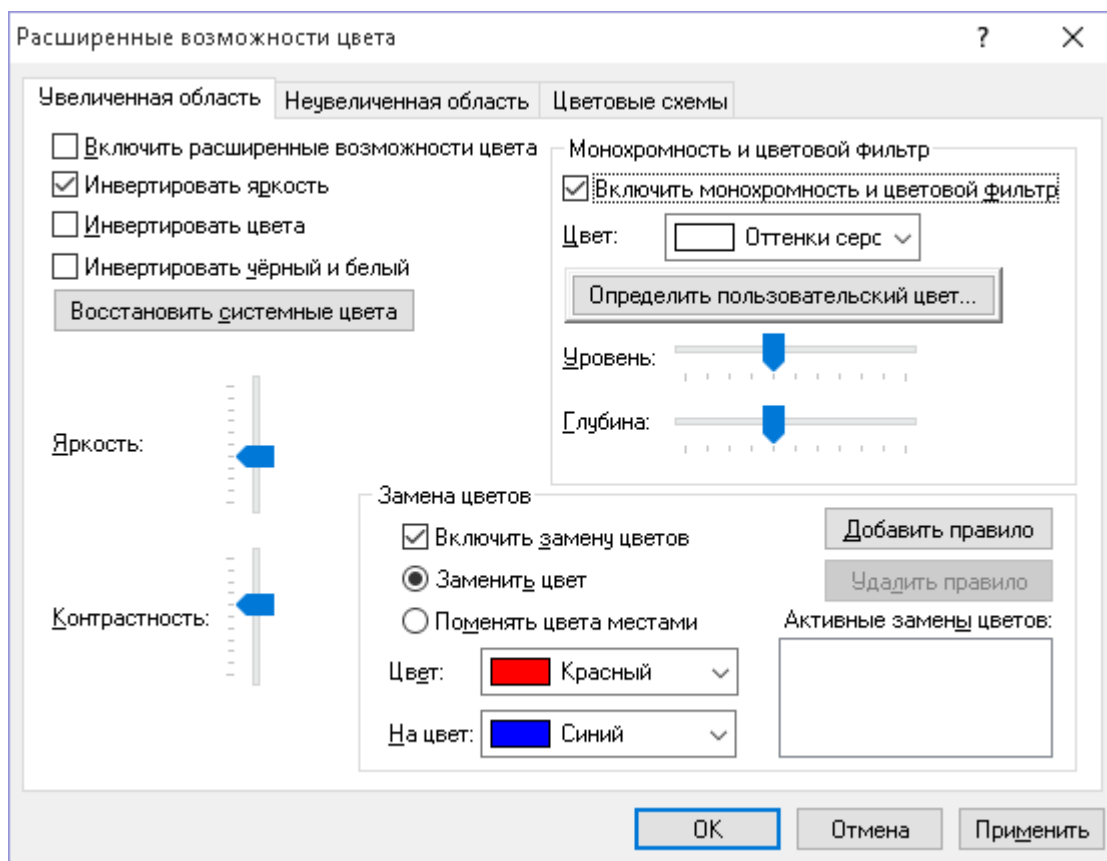 Расширенные возможности цвета
?
Увеличенная область
Неувеличенная область
Цветовые схемы
Включить расширенные возможности цвета
Инвертировать яркость
Инвертировать цвета
Инвертировать чёрный и белый
Восстановить системные цвета
Яркость:
Контрастность:
Монохромность и цветовой фильтр
Включить монохромность и цветовой фильтр
Цвет:
Оттенки серс
Определить пользовательский цвет...
Уровень:
Глубина:
Замена цветов
Включить замену цветов
Заменить цвет
Поменять цвета местами
Цвет:
Красный
На цвет:
Синий
Добавить правило
Удалить правило
Активные замены цветов:
OK
Отмена
Применить